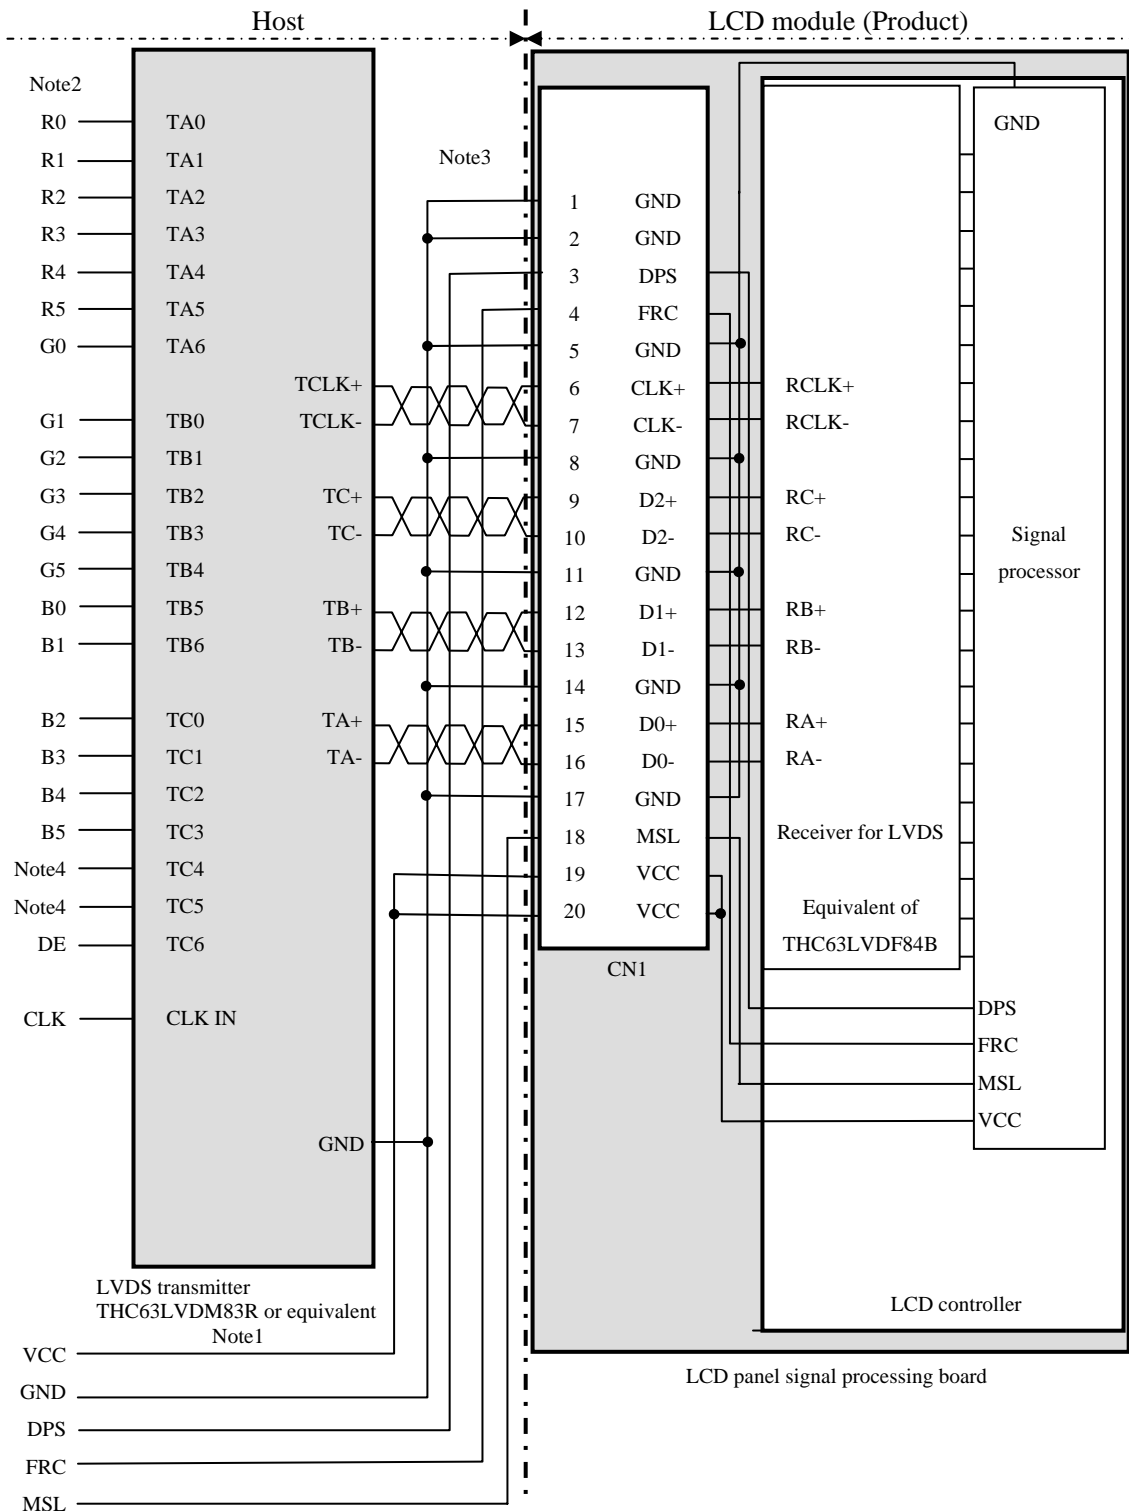 Host
LCD module (Product)
Note2
R0 TA0
R1 TA1
R2 TA2
R3 TA3
R4 TA4
R5 TA5
G0 TA6
G1 TB0
G2 TB1
G3 TB2
G4 TB3
G5 TB4
B0 TB5
B1 TB6
B2 TC0
B3 TC1
B4 TC2
B5 TC3
Note4 TC4
Note4 TC5
DE TC6
CLK CLK IN
TCLK+
TCLK-
TC+
TC-
TB+
TB-
TA+
TA-
GND
LVDS transmitter
THC63LVDM83R or equivalent
Note1
VCC
GND
DPS
FRC
MSL
Note3
1 GND
2 GND
3 DPS
4 FRC
5 GND
6 CLK+
7 CLK-
8 GND
9 D2+
10 D2-
11 GND
12 D1+
13 D1-
14 GND
15 D0+
16 D0-
17 GND
18 MSL
19 VCC
20 VCC
CN1
RCLK+
RCLK-
RC+
RC-
RB+
RB-
RA+
RA-
Receiver for LVDS
Equivalent of
THC63LVDF84B
GND
Signal
processor
DPS
FRC
MSL
VCC
LCD controller
LCD panel signal processing board